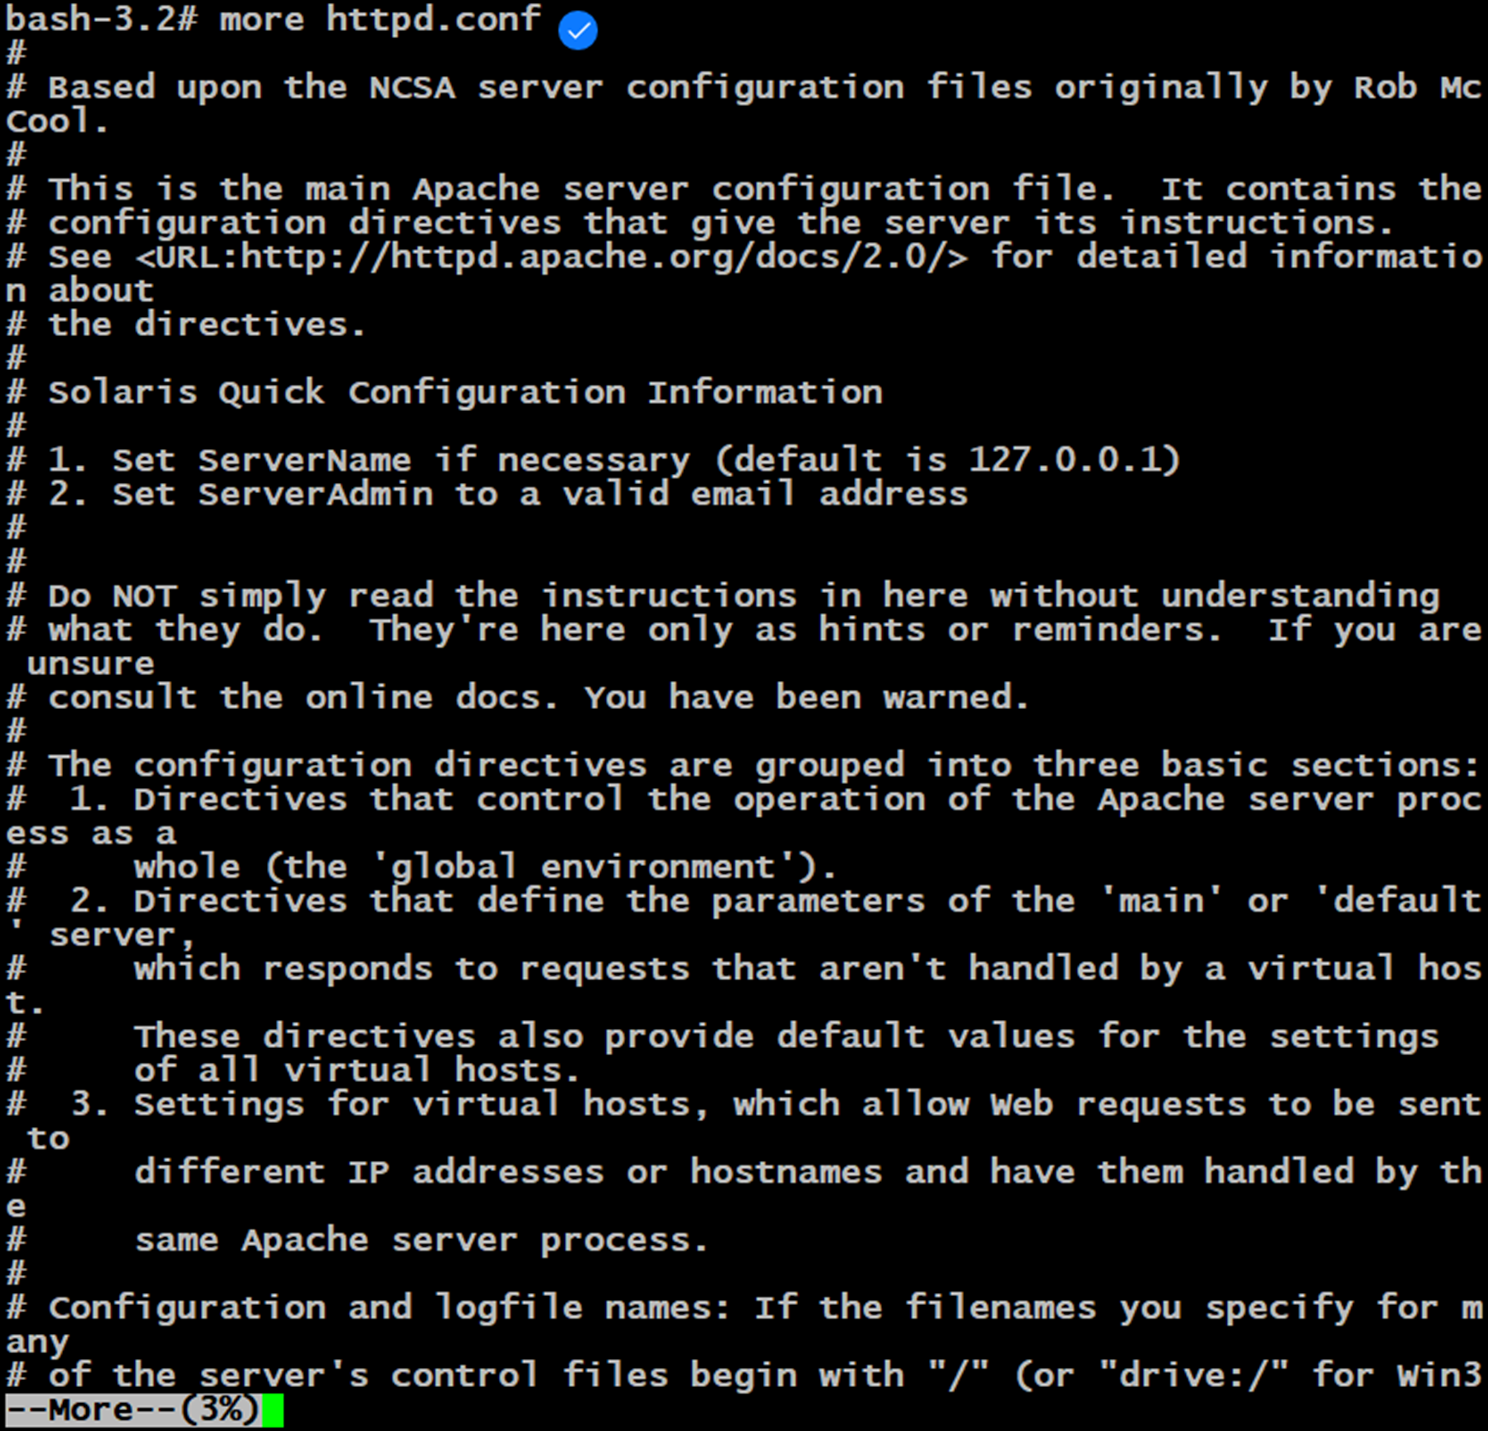 bash-3.2# more httpd.conf
#
# Based upon the NCSA server configuration files originally by Rob Mc
Cool.
#
# This is the main Apache server configuration file.  It contains the
# configuration directives that give the server its instructions.
# See <URL:http://httpd.apache.org/docs/2.0/> for detailed informatio
n about
# the directives.
#
# Solaris Quick Configuration Information
#
# 1. Set ServerName if necessary (default is 127.0.0.1)
# 2. Set ServerAdmin to a valid email address
#
#
# Do NOT simply read the instructions in here without understanding
# what they do.  They're here only as hints or reminders.  If you are
 unsure
# consult the online docs. You have been warned.
#
# The configuration directives are grouped into three basic sections:
#  1. Directives that control the operation of the Apache server proc
ess as a
#     whole (the 'global environment').
#  2. Directives that define the parameters of the 'main' or 'default
' server,
#     which responds to requests that aren't handled by a virtual hos
t.
#     These directives also provide default values for the settings
#     of all virtual hosts.
#  3. Settings for virtual hosts, which allow Web requests to be sent
 to
#     different IP addresses or hostnames and have them handled by th
e
#     same Apache server process.
#
# Configuration and logfile names: If the filenames you specify for m
any
# of the server's control files begin with "/" (or "drive:/" for Win3
--More--(3%)